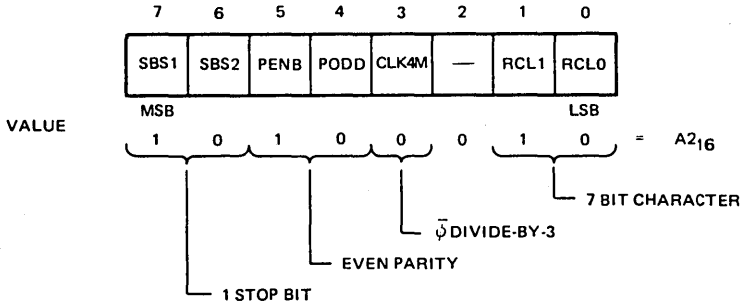 7 6 5 4 3 2 1 0
SBS1 SBS2 PENB PODD CLK4M — RCL1 RCL0
MSB LSB
VALUE
1 0 1 0 0 0 1 0 = A2₁₆
7 BIT CHARACTER
φ̄ DIVIDE-BY-3
EVEN PARITY
1 STOP BIT